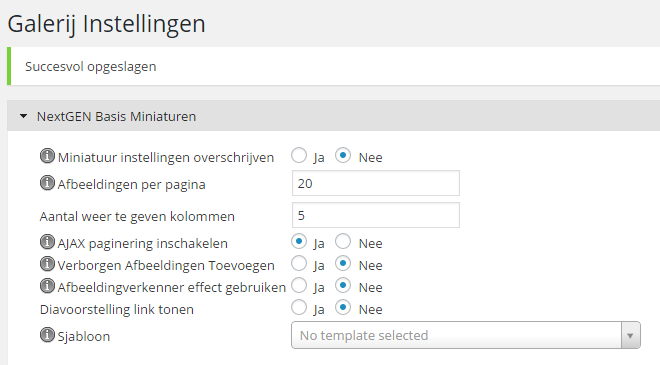 Galerij Instellingen
Succesvol opgeslagen
NextGEN Basis Miniaturen
Miniatuur instellingen overschrijven Ja Nee
Afbeeldingen per pagina 20
Aantal weer te geven kolommen 5
AJAX paginering inschakelen Ja Nee
Verborgen Afbeeldingen Toevoegen Ja Nee
Afbeeldingverkenner effect gebruiken Ja Nee
Diavoorstelling link tonen Ja Nee
Sjabloon No template selected